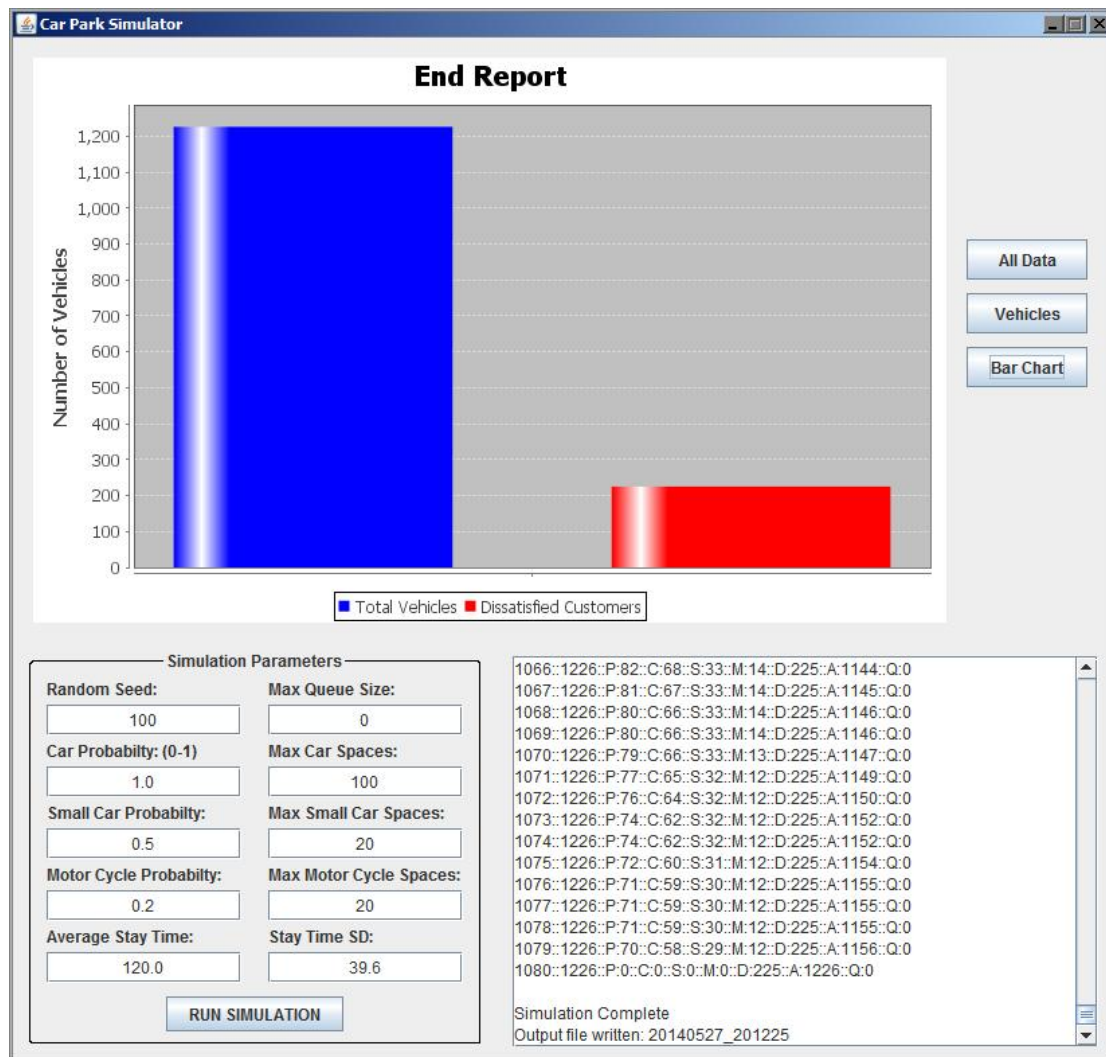 Car Park Simulator
End Report
Number of Vehicles
1,200
1,100
1,000
900
800
700
600
500
400
300
200
100
0
Total Vehicles Dissatisfied Customers
All Data
Vehicles
Bar Chart
Simulation Parameters
Random Seed: Max Queue Size:
100 0
Car Probabilty: (0-1) Max Car Spaces:
1.0 100
Small Car Probabilty: Max Small Car Spaces:
0.5 20
Motor Cycle Probabilty: Max Motor Cycle Spaces:
0.2 20
Average Stay Time: Stay Time SD:
120.0 39.6
RUN SIMULATION
1066::1226::P:82::C:68::S:33::M:14::D:225::A:1144::Q:0
1067::1226::P:81::C:67::S:33::M:14::D:225::A:1145::Q:0
1068::1226::P:80::C:66::S:33::M:14::D:225::A:1146::Q:0
1069::1226::P:80::C:66::S:33::M:14::D:225::A:1146::Q:0
1070::1226::P:79::C:66::S:33::M:13::D:225::A:1147::Q:0
1071::1226::P:77::C:65::S:32::M:12::D:225::A:1149::Q:0
1072::1226::P:76::C:64::S:32::M:12::D:225::A:1150::Q:0
1073::1226::P:74::C:62::S:32::M:12::D:225::A:1152::Q:0
1074::1226::P:74::C:62::S:32::M:12::D:225::A:1152::Q:0
1075::1226::P:72::C:60::S:31::M:12::D:225::A:1154::Q:0
1076::1226::P:71::C:59::S:30::M:12::D:225::A:1155::Q:0
1077::1226::P:71::C:59::S:30::M:12::D:225::A:1155::Q:0
1078::1226::P:71::C:59::S:30::M:12::D:225::A:1155::Q:0
1079::1226::P:70::C:58::S:29::M:12::D:225::A:1156::Q:0
1080::1226::P:0::C:0::S:0::M:0::D:225::A:1226::Q:0
Simulation Complete
Output file written: 20140527_201225